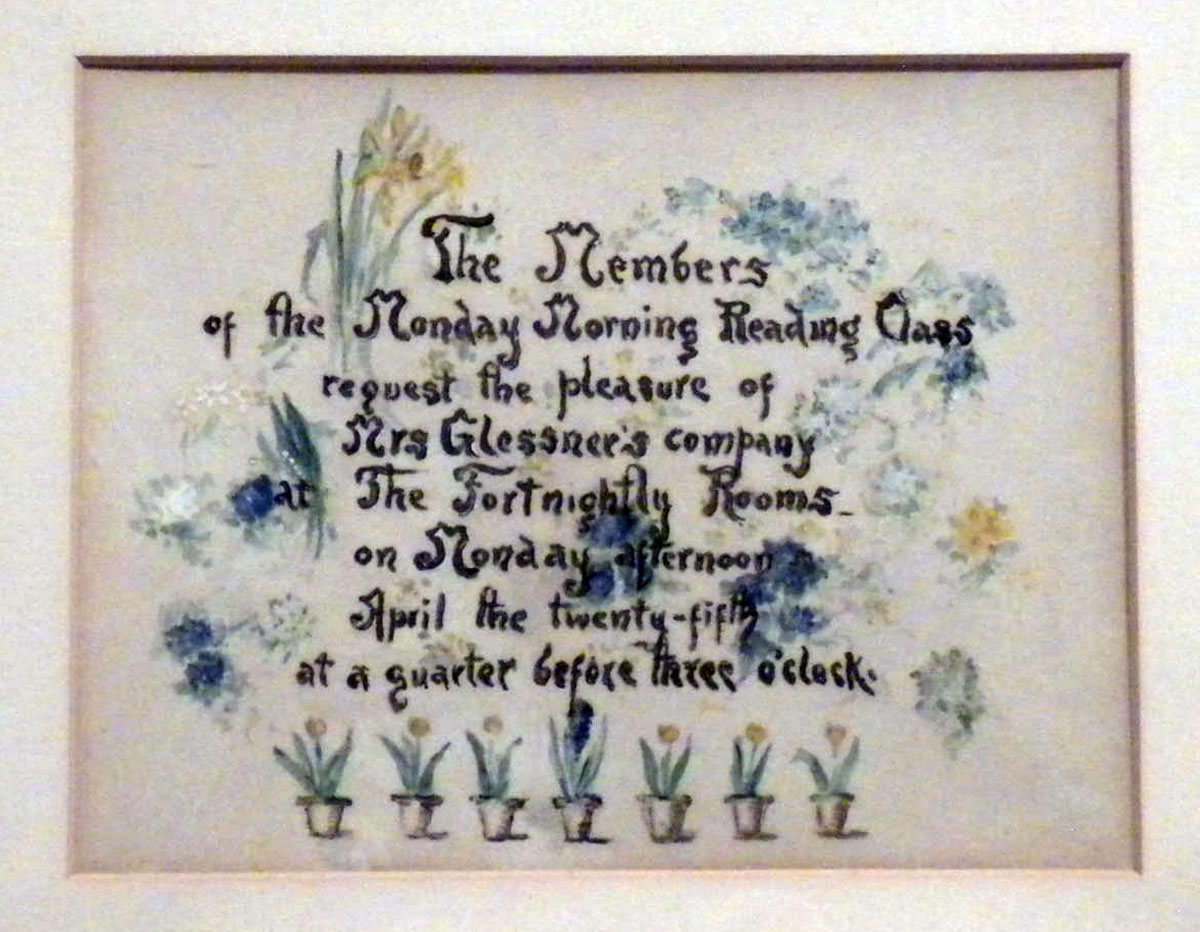 The Members
of the Monday Morning Reading Class
request the pleasure of
Mrs Glessner's company
at The Fortnightly Rooms
on Monday afternoon
April the twenty-fifth
at a quarter before three o'clock.